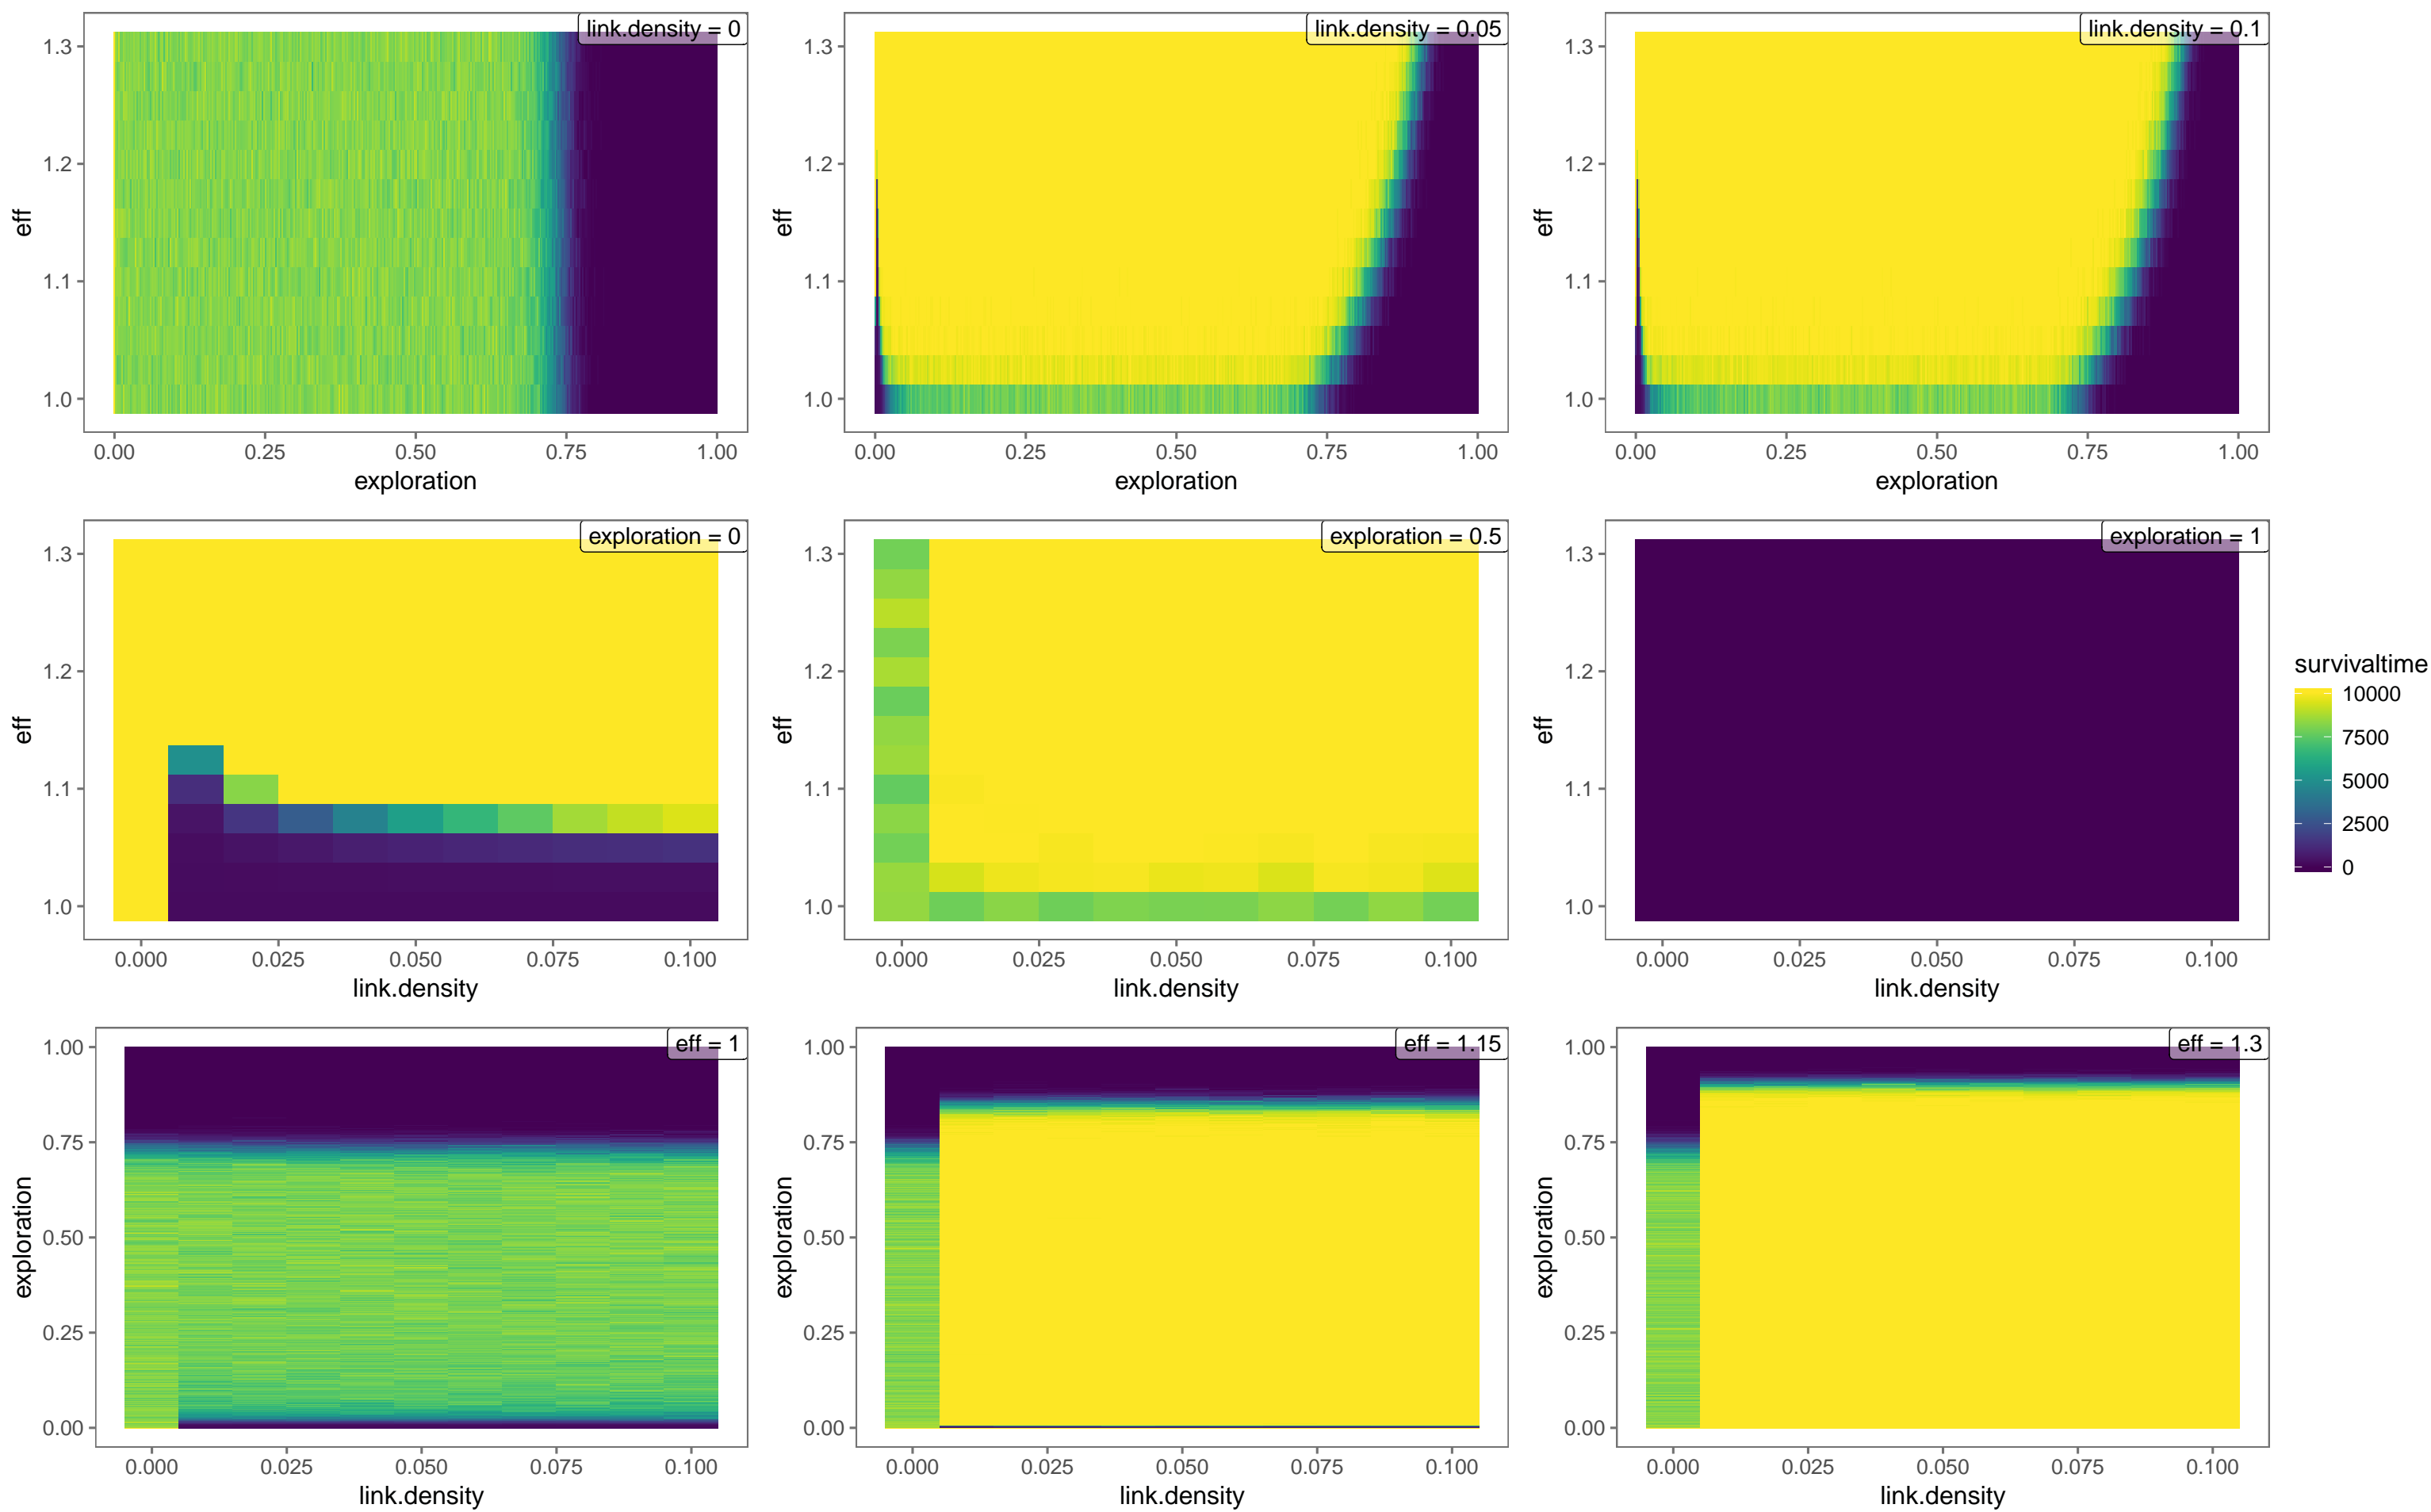 link.density = 0
1.3
1.2
1.1
1.0
eff
0.00 0.25 0.50 0.75 1.00
exploration
link.density = 0.05
1.3
1.2
1.1
1.0
eff
0.00 0.25 0.50 0.75 1.00
exploration
link.density = 0.1
1.3
1.2
1.1
1.0
eff
0.00 0.25 0.50 0.75 1.00
exploration
exploration = 0
1.3
1.2
1.1
1.0
eff
0.000 0.025 0.050 0.075 0.100
link.density
exploration = 0.5
1.3
1.2
1.1
1.0
eff
0.000 0.025 0.050 0.075 0.100
link.density
exploration = 1
1.3
1.2
1.1
1.0
eff
0.000 0.025 0.050 0.075 0.100
link.density
survivaltime
10000
7500
5000
2500
0
eff = 1
1.00
0.75
0.50
0.25
0.00
exploration
0.000 0.025 0.050 0.075 0.100
link.density
eff = 1.15
1.00
0.75
0.50
0.25
0.00
exploration
0.000 0.025 0.050 0.075 0.100
link.density
eff = 1.3
1.00
0.75
0.50
0.25
0.00
exploration
0.000 0.025 0.050 0.075 0.100
link.density